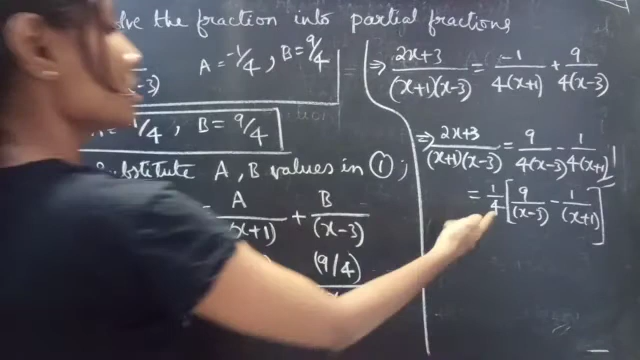 lve the fraction into partial fractions
A = -1/4, B = 9/4
x-3)
1/4, B = 9/4
Substitute A, B values in ①;
A/(x+1) + B/(x-3)
(9/4)
⇒ 2x+3/(x+1)(x-3) = -1/4(x+1) + 9/4(x-3)
⇒ 2x+3/(x+1)(x-3) = 9/4(x-3) - 1/4(x+1)
= 1/4 [9/(x-3) - 1/(x+1)]